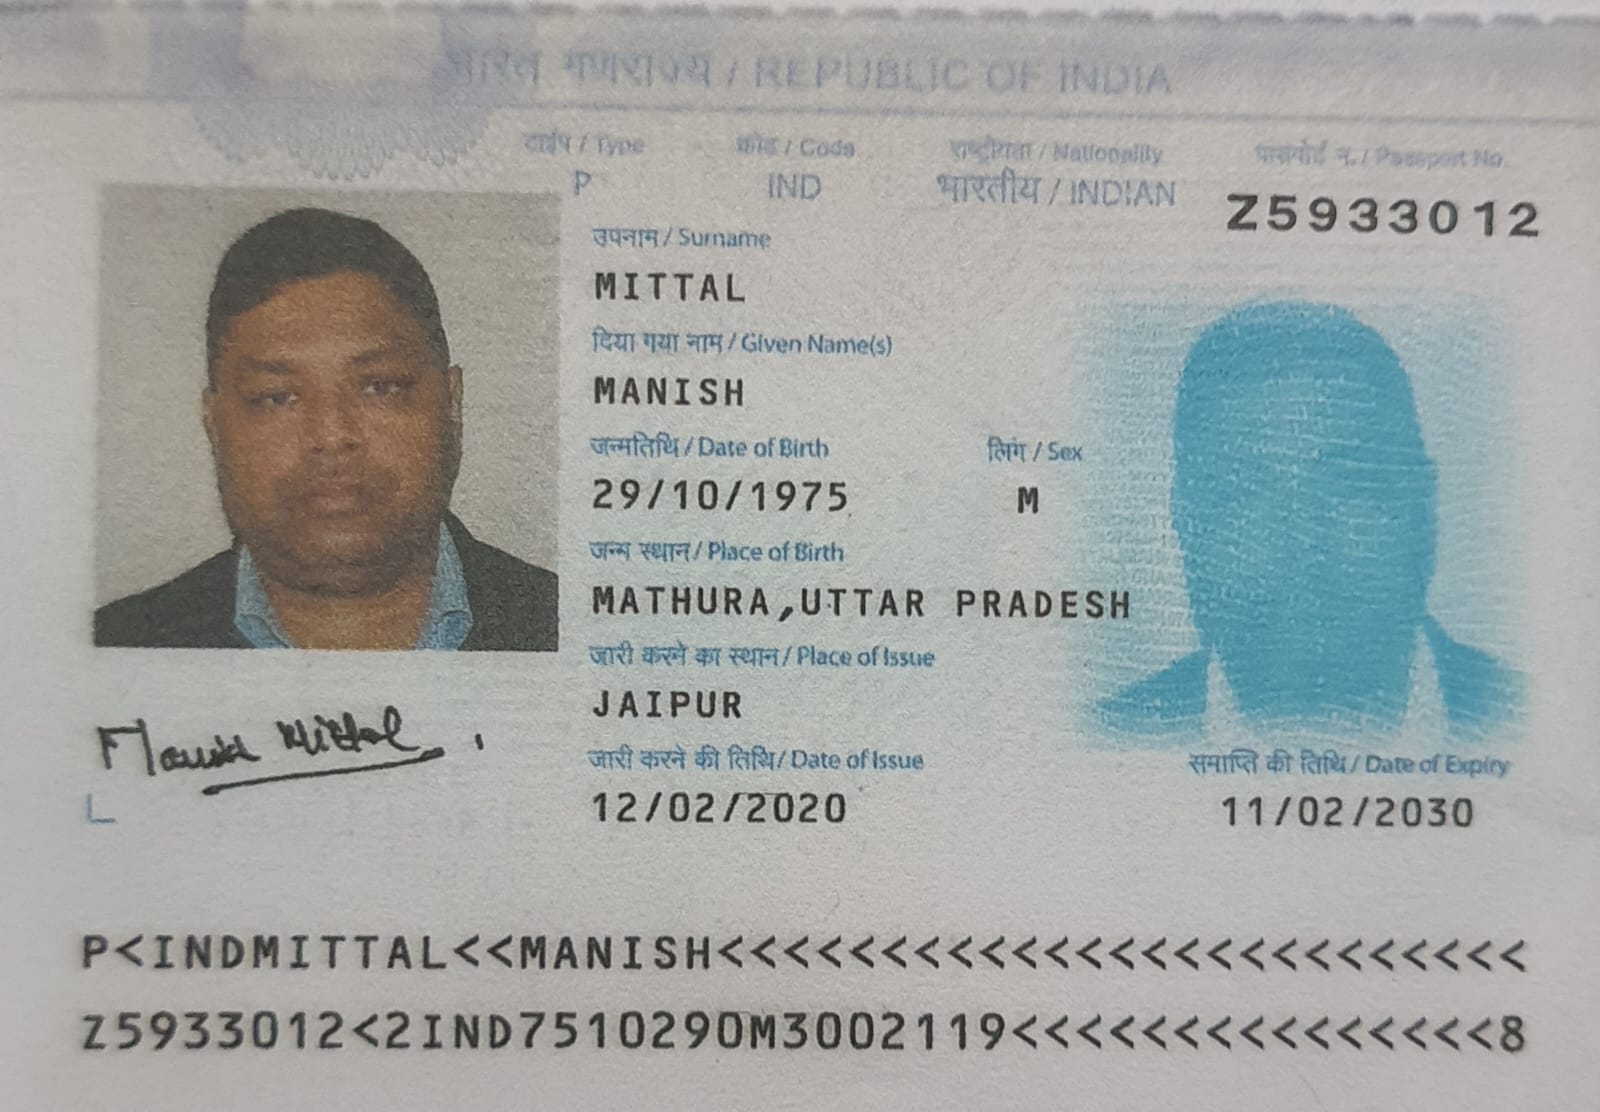 भारत गणराज्य / REPUBLIC OF INDIA
टाईप / Type कोड / Code राष्ट्रीयता / Nationality पासपोर्ट न. / Passport No.
P IND भारतीय / INDIAN Z5933012
उपनाम / Surname
MITTAL
दिया गया नाम / Given Name(s)
MANISH
जन्मतिथि / Date of Birth लिंग / Sex
29/10/1975 M
जन्म स्थान / Place of Birth
MATHURA,UTTAR PRADESH
जारी करने का स्थान / Place of Issue
JAIPUR
Manish Mittal
जारी करने की तिथि / Date of Issue समाप्ति की तिथि / Date of Expiry
12/02/2020 11/02/2030
P<INDMITTAL<<MANISH<<<<<<<<<<<<<<<<<<<<<<<<<
Z5933012<2IND7510290M3002119<<<<<<<<<<<<<<<8